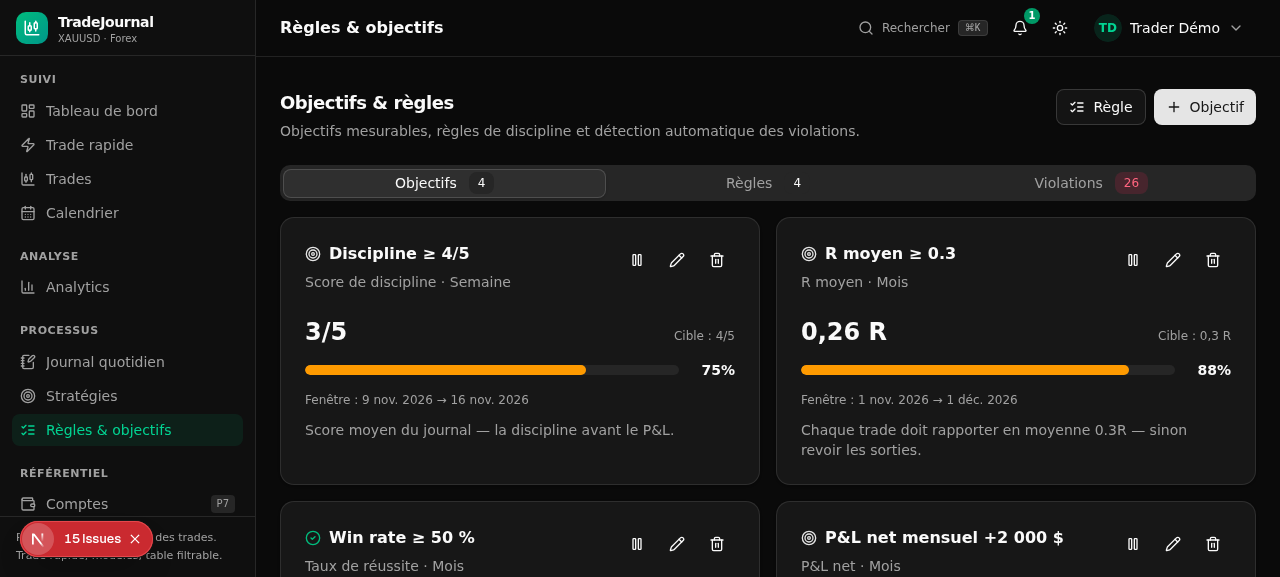 TradeJournal
XAUUSD · Forex
SUIVI
Tableau de bord
Trade rapide
Trades
Calendrier
ANALYSE
Analytics
PROCESSUS
Journal quotidien
Stratégies
Règles & objectifs
RÉFÉRENTIEL
Comptes P7
des trades.
table filtrable.
15 Issues
Règles & objectifs
Rechercher ⌘K
1
TD Trader Démo
Objectifs & règles
Objectifs mesurables, règles de discipline et détection automatique des violations.
Règle
Objectif
Objectifs 4
Règles 4
Violations 26
Discipline ≥ 4/5
Score de discipline · Semaine
3/5
Cible : 4/5
75%
Fenêtre : 9 nov. 2026 → 16 nov. 2026
Score moyen du journal — la discipline avant le P&L.
R moyen ≥ 0.3
R moyen · Mois
0,26 R
Cible : 0,3 R
88%
Fenêtre : 1 nov. 2026 → 1 déc. 2026
Chaque trade doit rapporter en moyenne 0.3R — sinon
revoir les sorties.
Win rate ≥ 50 %
Taux de réussite · Mois
P&L net mensuel +2 000 $
P&L net · Mois